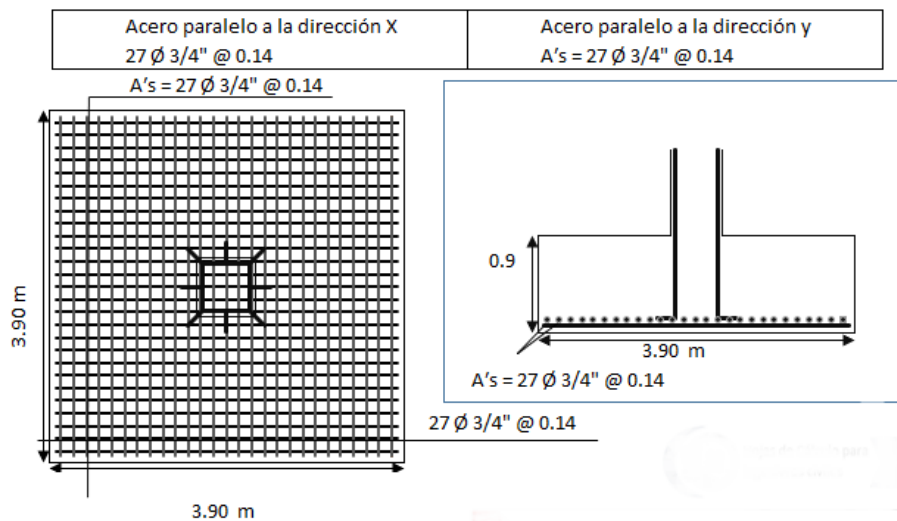 Acero paralelo a la dirección X
27 Ø 3/4" @ 0.14
Acero paralelo a la dirección y
A's = 27 Ø 3/4" @ 0.14
A's = 27 Ø 3/4" @ 0.14
3.90 m
27 Ø 3/4" @ 0.14
3.90 m
0.9
3.90 m
A's = 27 Ø 3/4" @ 0.14